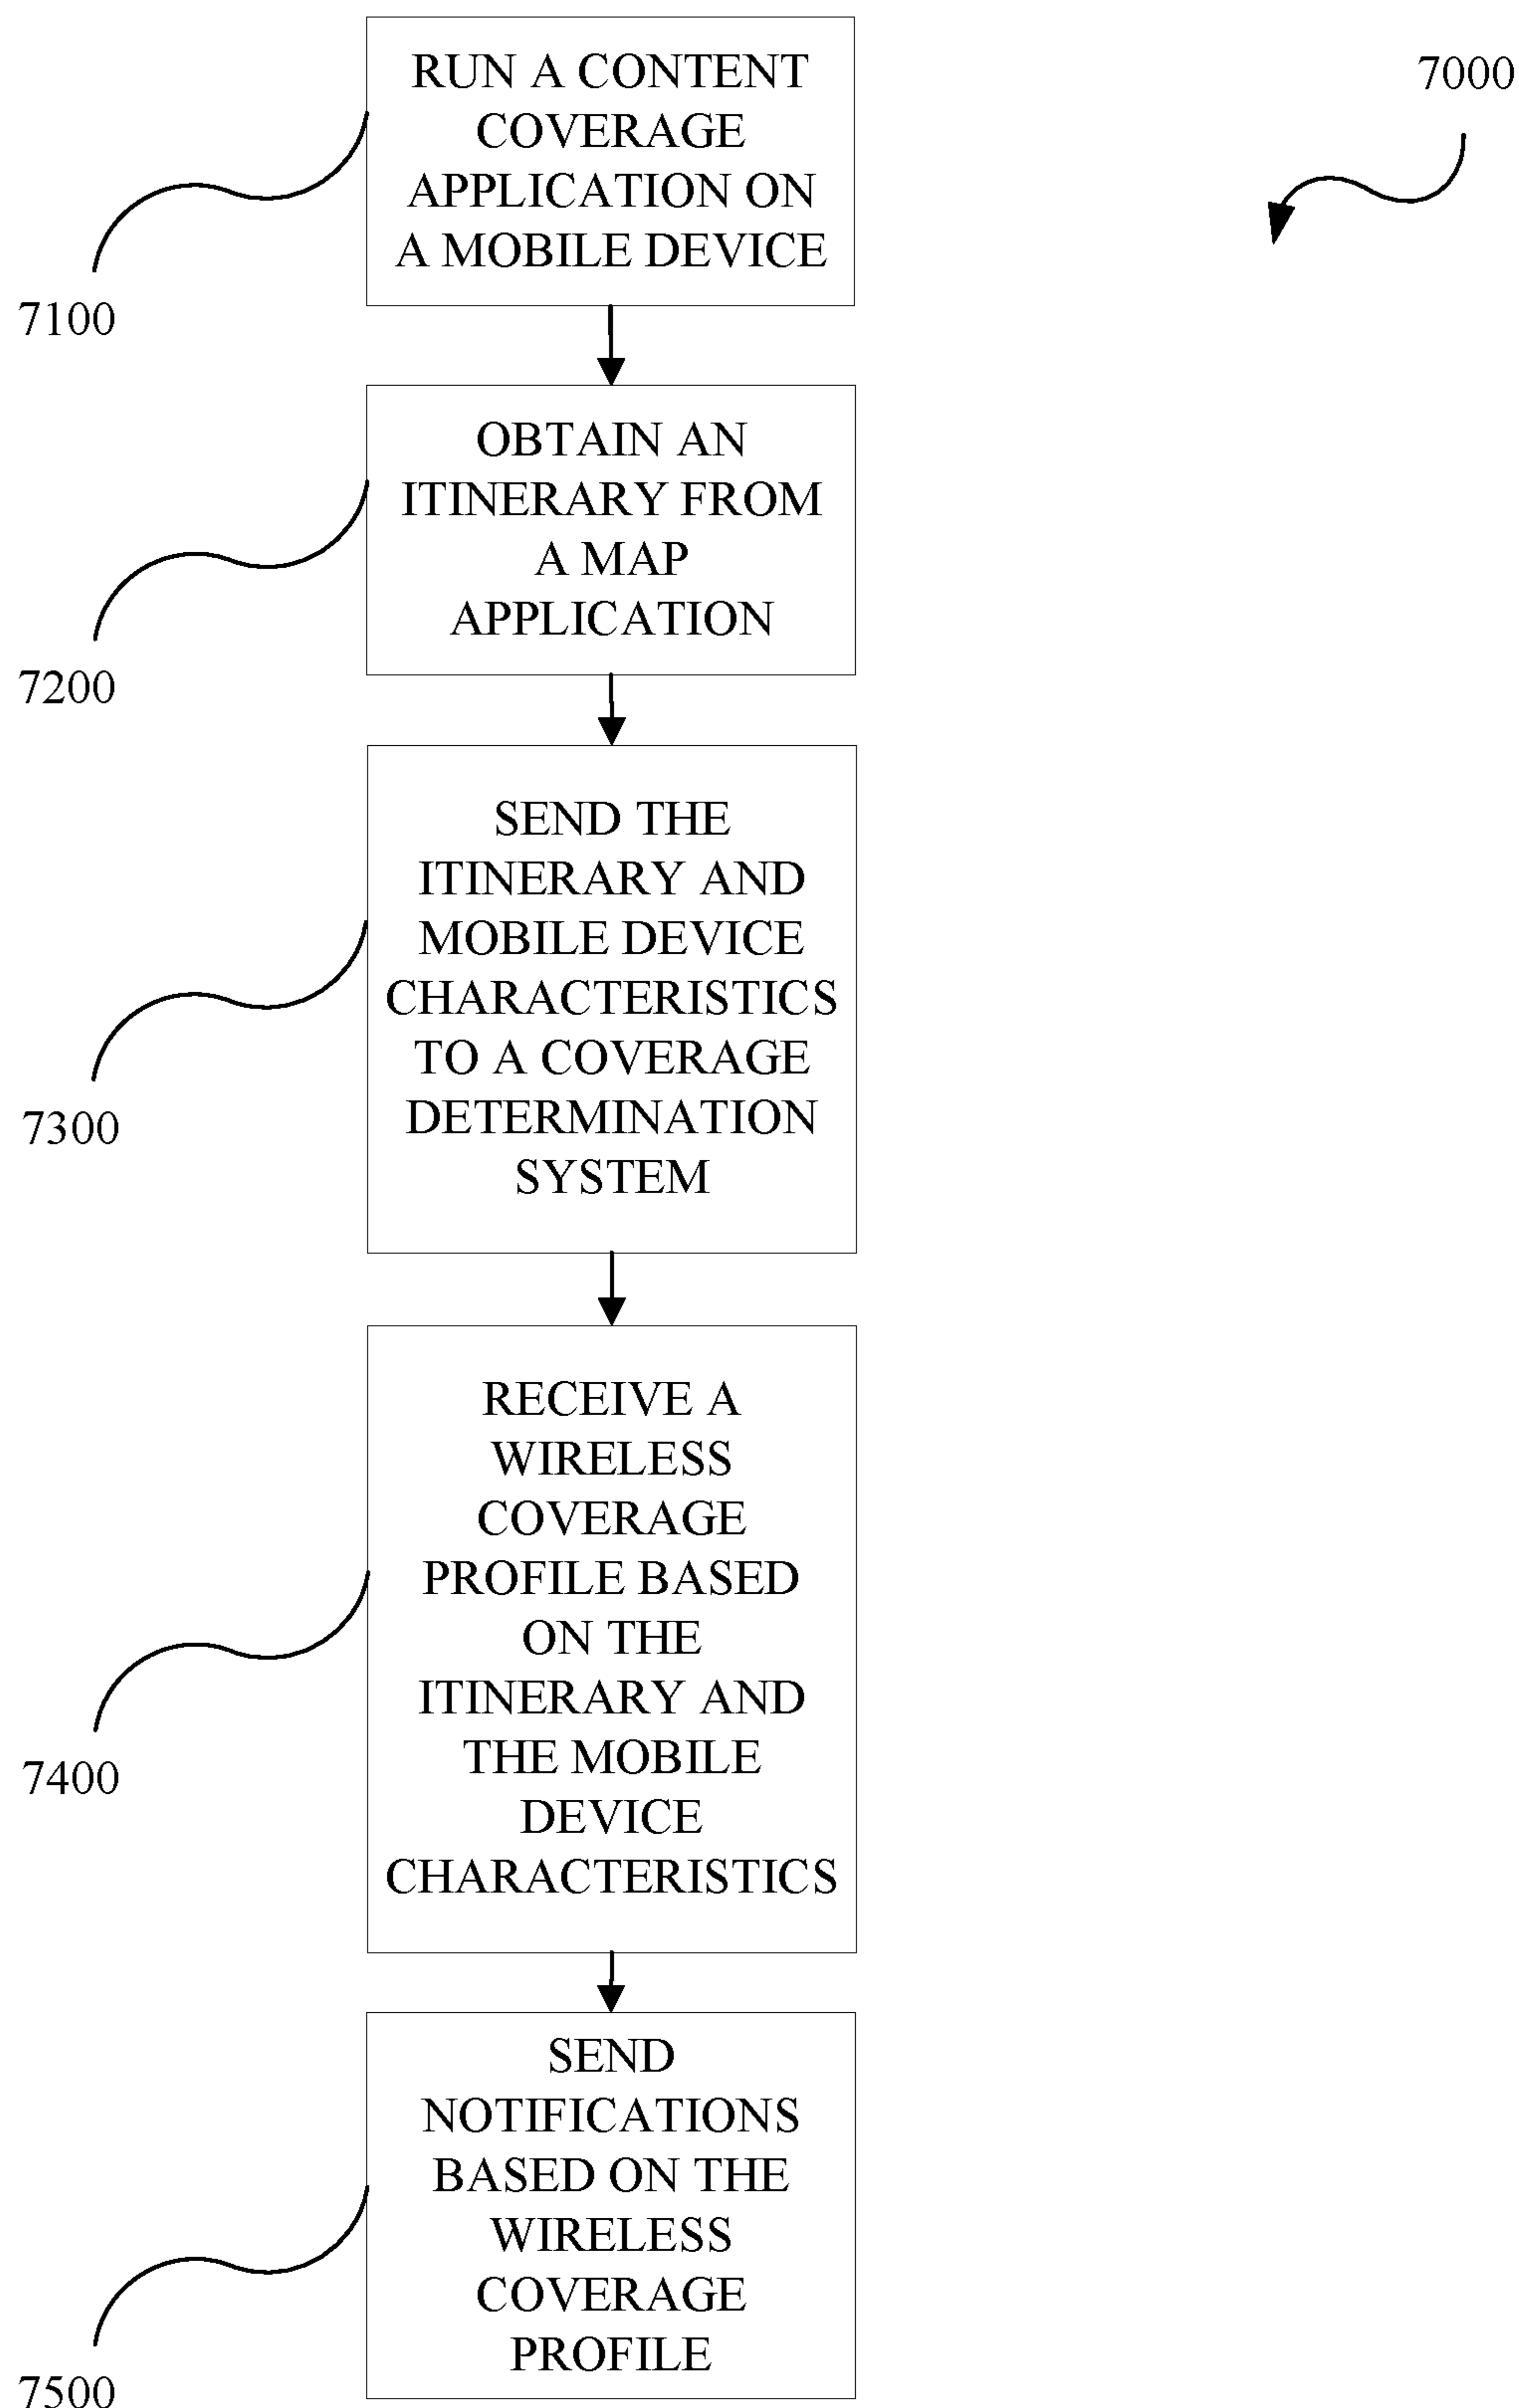 RUN A CONTENT
COVERAGE
APPLICATION ON
A MOBILE DEVICE
7000
7100
OBTAIN AN
ITINERARY FROM
A MAP
APPLICATION
7200
SEND THE
ITINERARY AND
MOBILE DEVICE
CHARACTERISTICS
TO A COVERAGE
DETERMINATION
SYSTEM
7300
RECEIVE A
WIRELESS
COVERAGE
PROFILE BASED
ON THE
ITINERARY AND
THE MOBILE
DEVICE
CHARACTERISTICS
7400
SEND
NOTIFICATIONS
BASED ON THE
WIRELESS
COVERAGE
PROFILE
7500